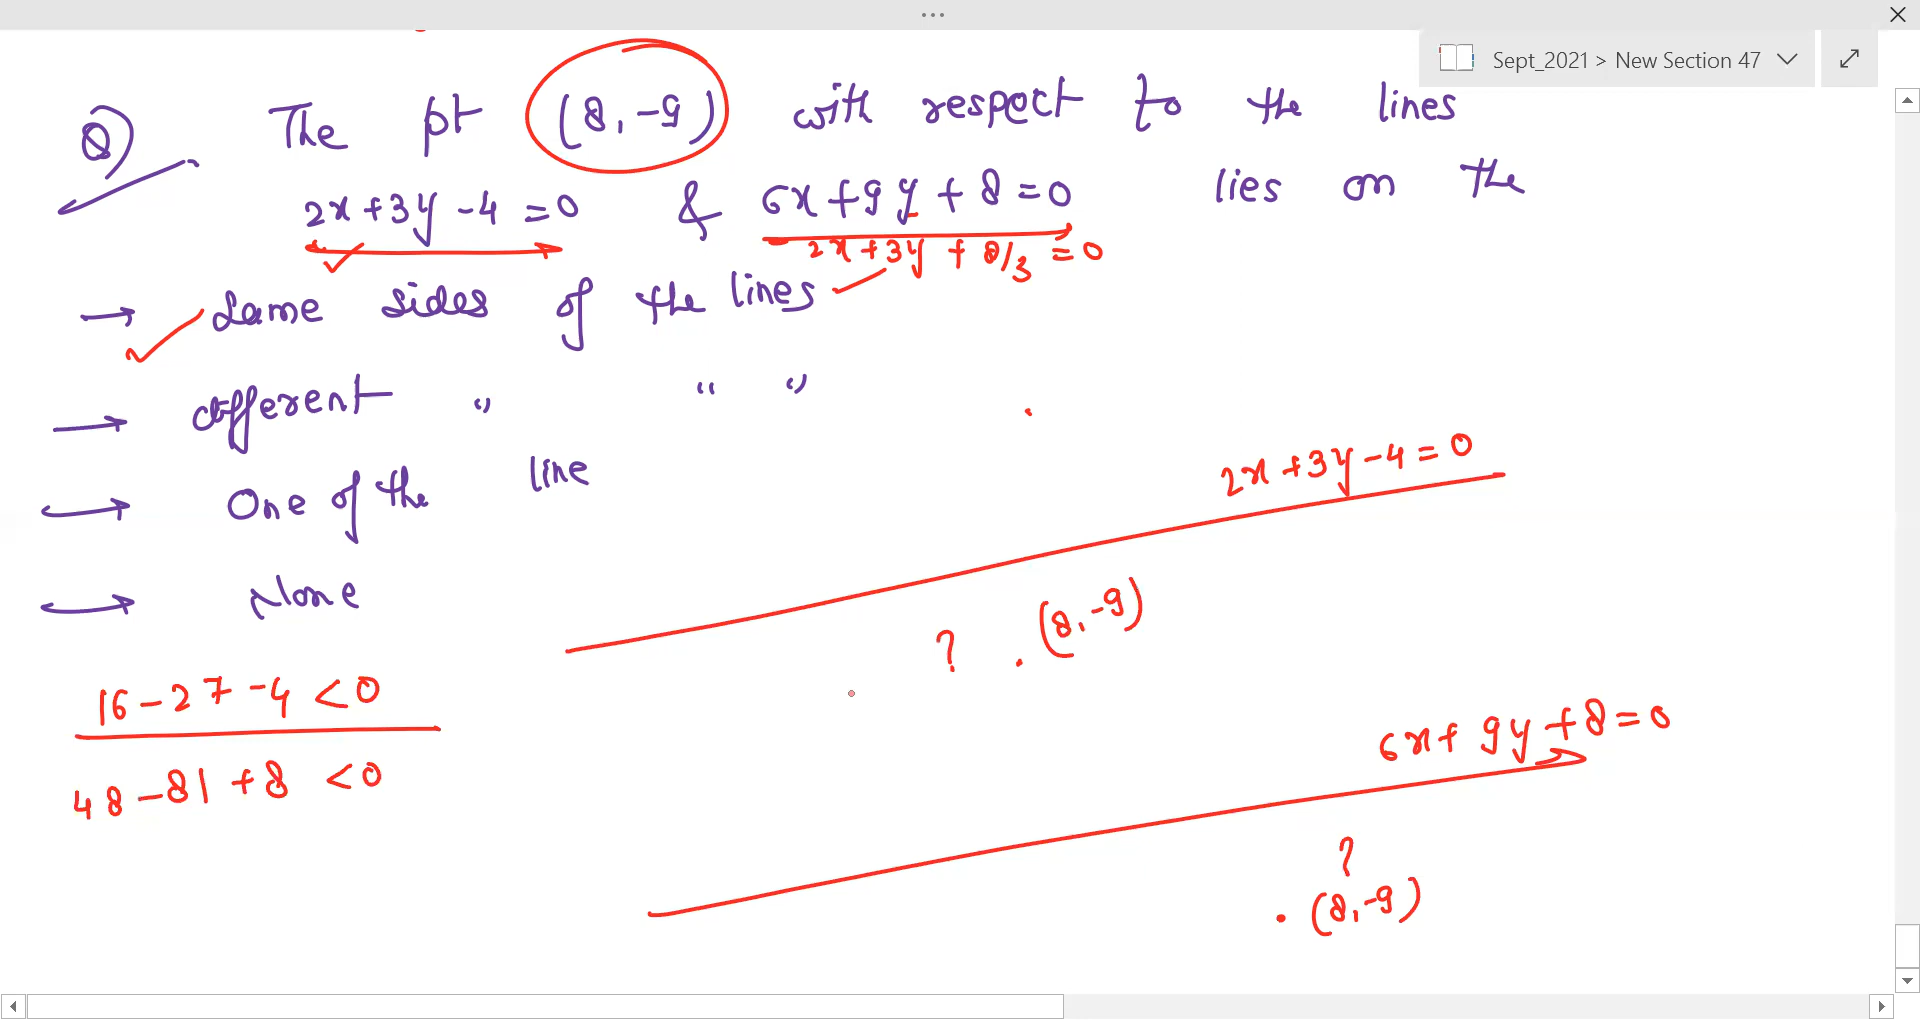 Sept_2021 > New Section 47
Q) The pt (8, -9) with respect to the lines
2x+3y-4=0 & 6x+9y+8=0 lies on the
2x+3y+8/3=0
→ Same sides of the lines
→ different " " "
→ One of the line
→ None
2x+3y-4=0
? . (8,-9)
16-27-4<0
6x+9y+8=0
48-81+8<0
?
. (8,-9)